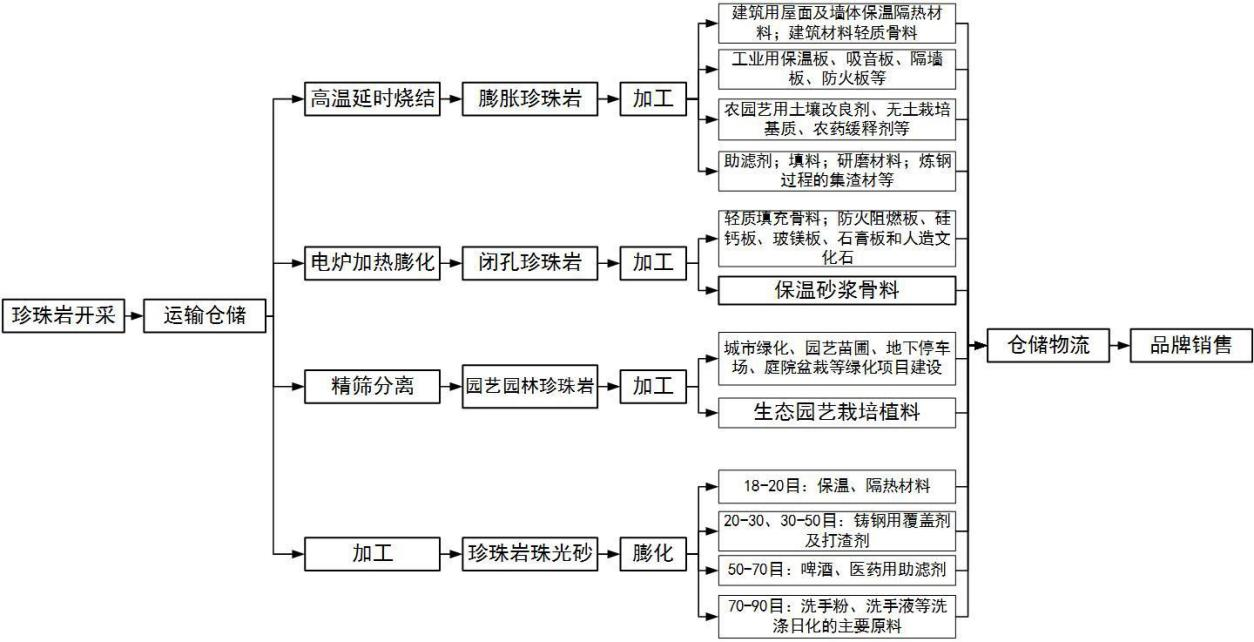 珍珠岩开采
运输仓储
高温延时烧结
膨胀珍珠岩
加工
建筑用屋面及墙体保温隔热材
料；建筑材料轻质骨料
工业用保温板、吸音板、隔墙
板、防火板等
农园艺用土壤改良剂、无土栽培
基质、农药缓释剂等
助滤剂；填料；研磨材料；炼钢
过程的集渣材等
电炉加热膨化
闭孔珍珠岩
加工
轻质填充骨料；防火阻燃板、硅
钙板、玻镁板、石膏板和人造文
化石
保温砂浆骨料
精筛分离
园艺园林珍珠岩
加工
城市绿化、园艺苗圃、地下停车
场、庭院盆栽等绿化项目建设
生态园艺栽培植料
加工
珍珠岩珠光砂
膨化
18-20目：保温、隔热材料
20-30、30-50目：铸钢用覆盖剂
及打渣剂
50-70目：啤酒、医药用助滤剂
70-90目：洗手粉、洗手液等洗
涤日化的主要原料
仓储物流
品牌销售